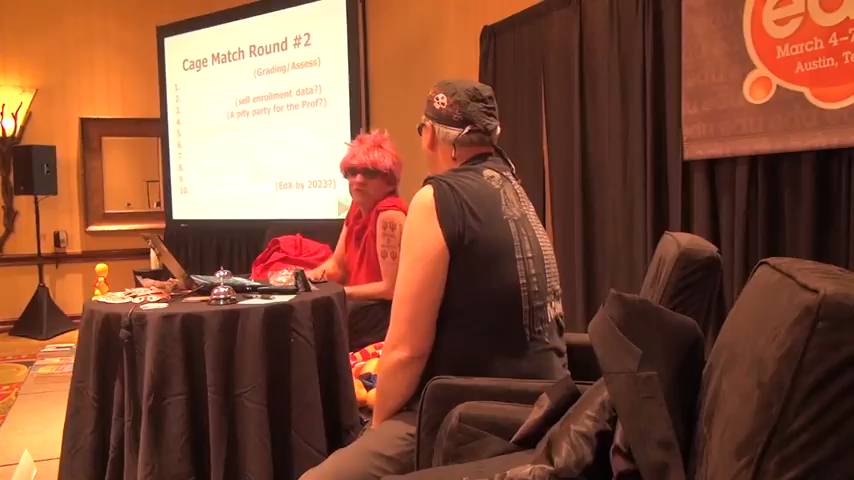 Cage Match Round #2
1. (Grading/Assess)
2.
3. (sell enrollment data?)
4. (A pity party for the Prof?)
5.
6.
7.
8.
9.
10. (EdX by 2023?)
edu
March 4–7
Austin, Te